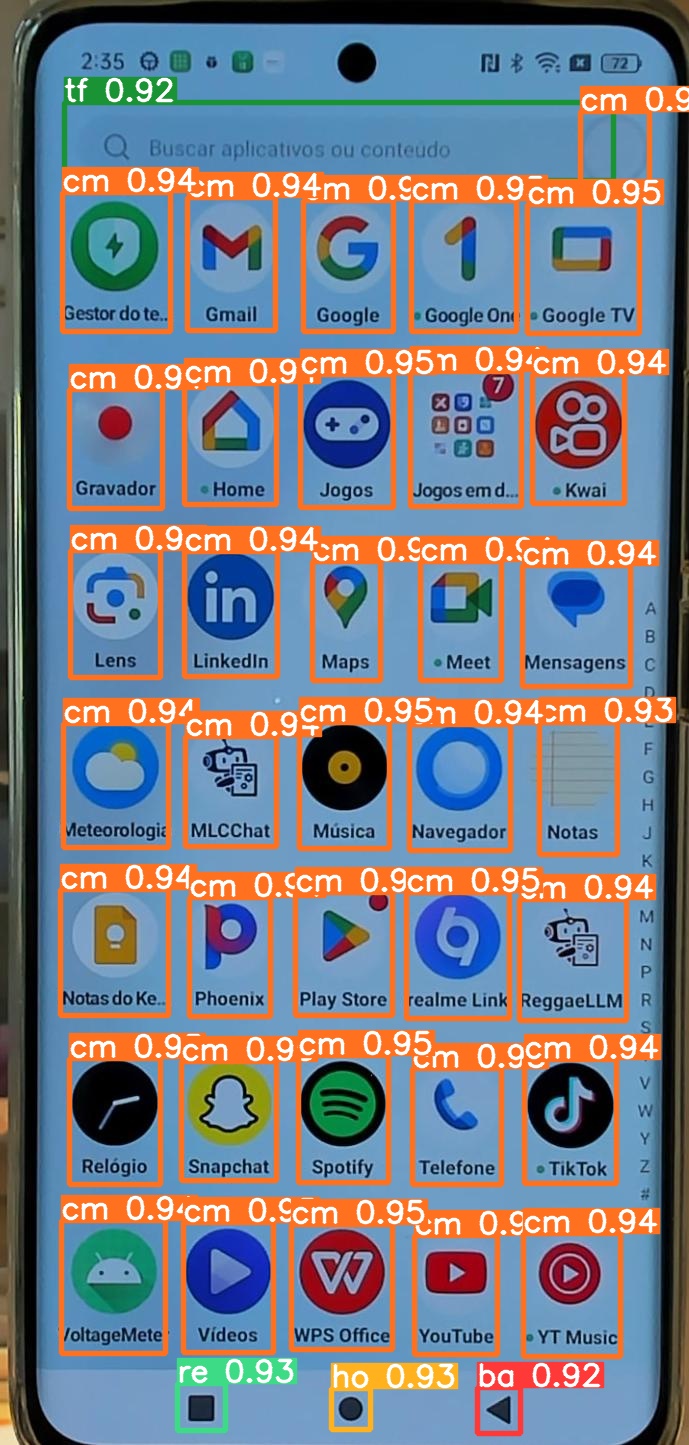 2:35 72
tf 0.92
cm 0.9
Buscar aplicativos ou conteúdo
cm 0.94 cm 0.94 cm 0.9 cm 0.95 cm 0.95
Gestor do te.. Gmail Google Google One Google TV
cm 0.9 cm 0.9 cm 0.95 0.94 cm 0.94
7
Gravador Home Jogos Jogos em d... Kwai
cm 0.9 cm 0.94 cm 0.9 cm 0. cm 0.94
in
Lens LinkedIn Maps Meet Mensagens
A
B
C
D
cm 0.94 cm 0.94 cm 0.95 0.94 cm 0.93
F
G
H
J
K
Meteorologia MLCChat Música Navegador Notas
cm 0.94 cm 0. cm 0.9 cm 0.95 cm 0.94
M
N
P
R
S
Notas do Ke.. Phoenix Play Store realme Link ReggaeLLM
cm 0.9 cm 0.9 cm 0.95 cm 0.95 cm 0.94
V
W
Y
Z
#
Relógio Snapchat Spotify Telefone TikTok
cm 0.94 cm 0.9 cm 0.95 cm 0.9 cm 0.94
W
VoltageMete Vídeos WPS Office YouTube YT Music
re 0.93 ho 0.93 ba 0.92